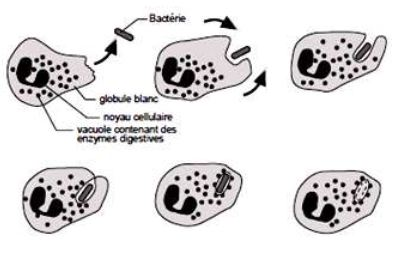 Bactérie
globule blanc
noyau cellulaire
vacuole contenant des
enzymes digestives